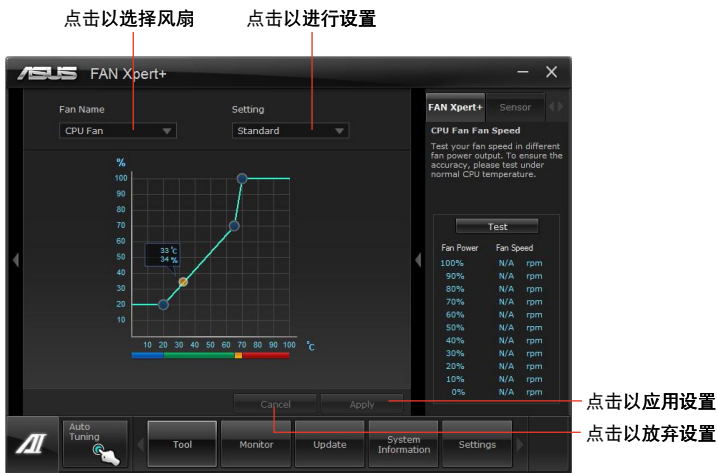 点击以选择风扇
点击以进行设置
ASUS FAN Xpert+
Fan Name
Setting
CPU Fan
Standard
%
100
90
80
70
60
50
40
30
20
10
33 °C
34 %
10 20 30 40 50 60 70 80 90 100 °C
Cancel
Apply
FAN Xpert+
Sensor
CPU Fan Fan Speed
Test your fan speed in different
fan power output. To ensure the
accuracy, please test under
normal CPU temperature.
Test
Fan Power Fan Speed
100% N/A rpm
90% N/A rpm
80% N/A rpm
70% N/A rpm
60% N/A rpm
50% N/A rpm
40% N/A rpm
30% N/A rpm
20% N/A rpm
10% N/A rpm
0% N/A rpm
点击以应用设置
点击以放弃设置
AI
Auto
Tuning
Tool
Monitor
Update
System
Information
Settings